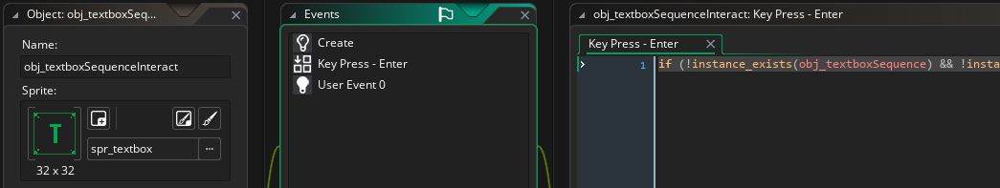 Object: obj_textboxSeq...
Name:
obj_textboxSequenceInteract
Sprite:
T
spr_textbox
...
32 x 32
Events
Create
Key Press - Enter
User Event 0
obj_textboxSequenceInteract: Key Press - Enter
Key Press - Enter
1 if (!instance_exists(obj_textboxSequence) && !insta